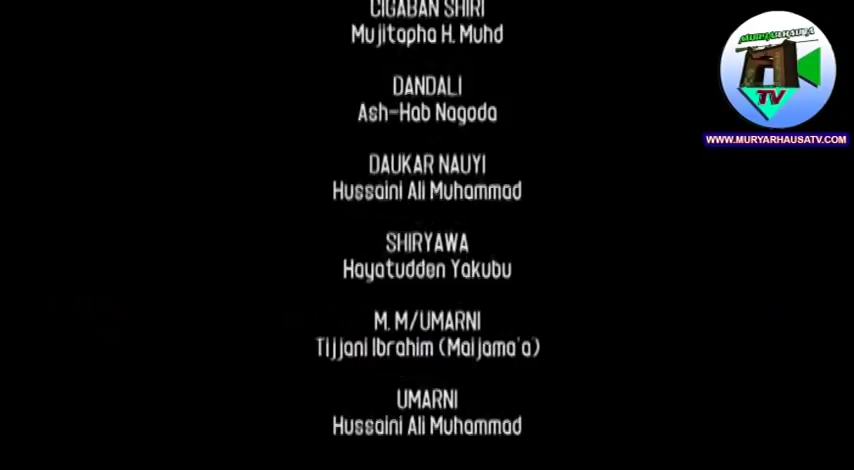 CIGABAN SHIRI
Mujitapha H. Muhd
DANDALI
Ash-Hab Nagoda
DAUKAR NAUYI
Hussaini Ali Muhammad
SHIRYAWA
Hayatudden Yakubu
M. M/UMARNI
Tijjani Ibrahim (Maijama'a)
UMARNI
Hussaini Ali Muhammad
MURYARHAUSA
TV
WWW.MURYARHAUSATV.COM